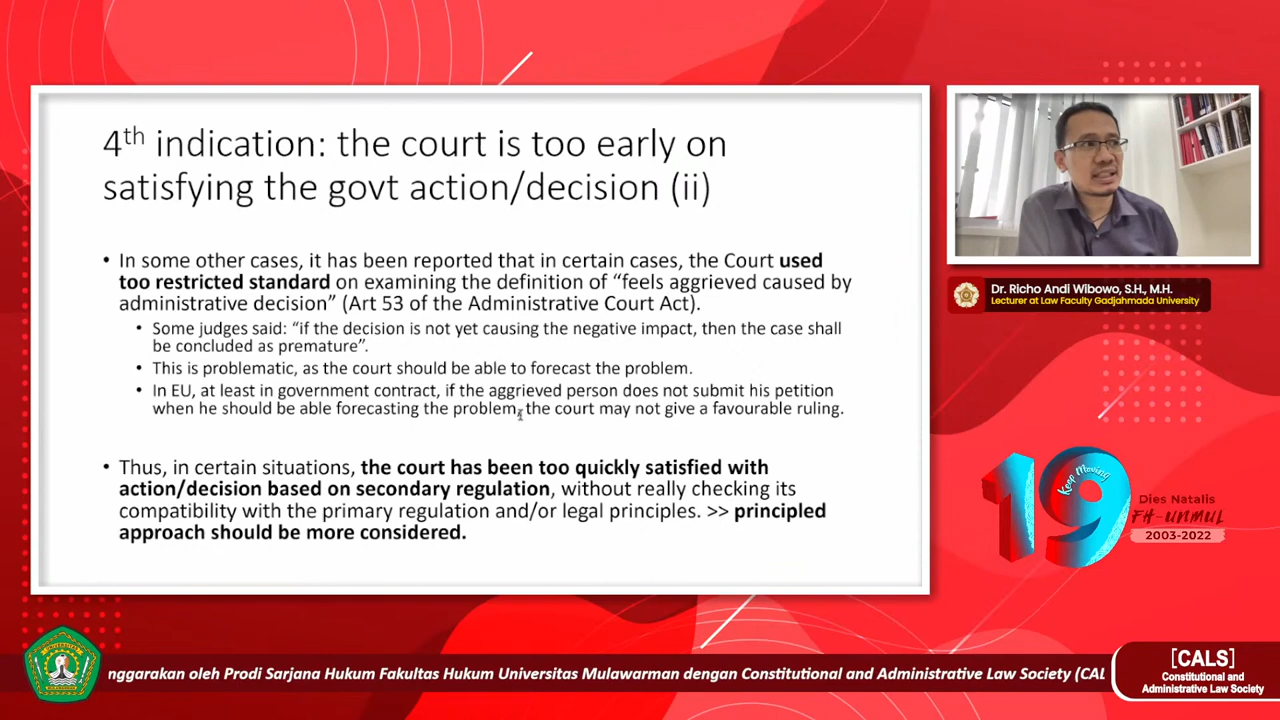 4th indication: the court is too early on
satisfying the govt action/decision (ii)
• In some other cases, it has been reported that in certain cases, the Court used
too restricted standard on examining the definition of “feels aggrieved caused by
administrative decision” (Art 53 of the Administrative Court Act).
• Some judges said: “if the decision is not yet causing the negative impact, then the case shall
be concluded as premature”.
• This is problematic, as the court should be able to forecast the problem.
• In EU, at least in government contract, if the aggrieved person does not submit his petition
when he should be able forecasting the problem, the court may not give a favourable ruling.
• Thus, in certain situations, the court has been too quickly satisfied with
action/decision based on secondary regulation, without really checking its
compatibility with the primary regulation and/or legal principles. >> principled
approach should be more considered.
Dr. Richo Andi Wibowo, S.H., M.H.
Lecturer at Law Faculty Gadjahmada University
19
Keep Moving
Dies Natalis
FH-UNMUL
2003-2022
nggarakan oleh Prodi Sarjana Hukum Fakultas Hukum Universitas Mulawarman dengan Constitutional and Administrative Law Society (CAL
[CALS]
Constitutional and
Administrative Law Society